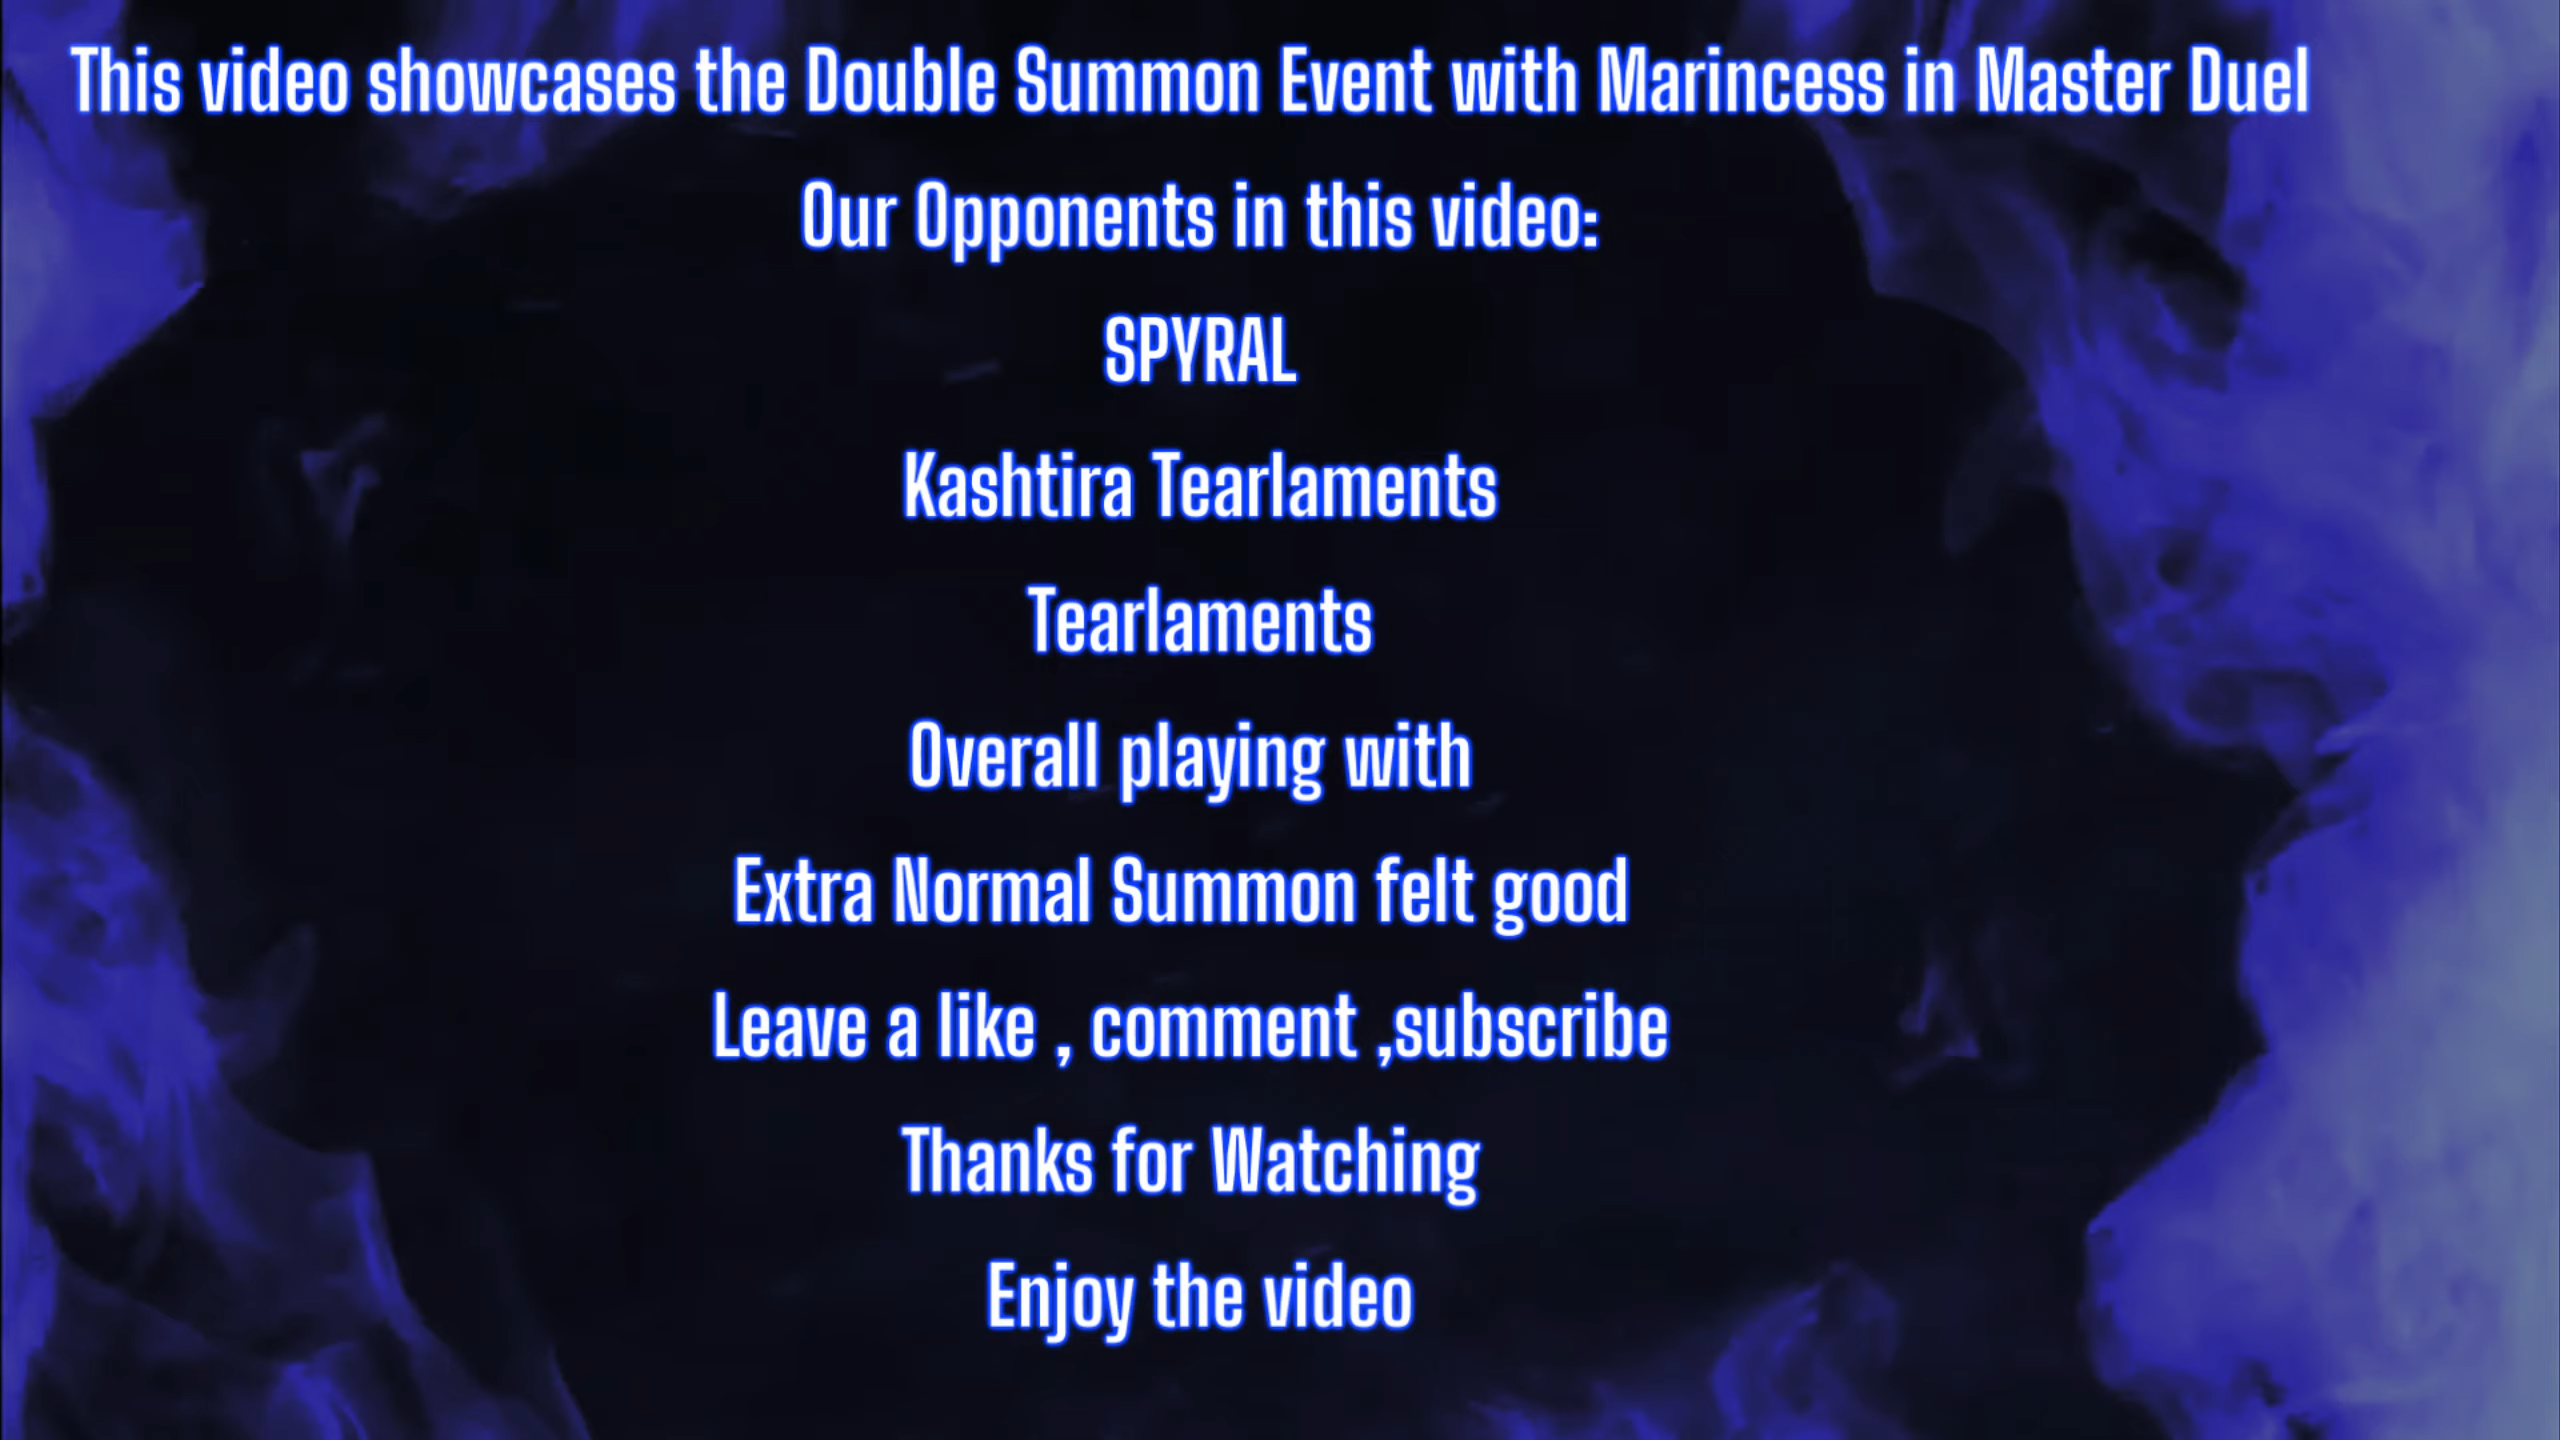 This video showcases the Double Summon Event with Marincess in Master Duel
Our Opponents in this video:
SPYRAL
Kashtira Tearlaments
Tearlaments
Overall playing with
Extra Normal Summon felt good
Leave a like , comment ,subscribe
Thanks for Watching
Enjoy the video